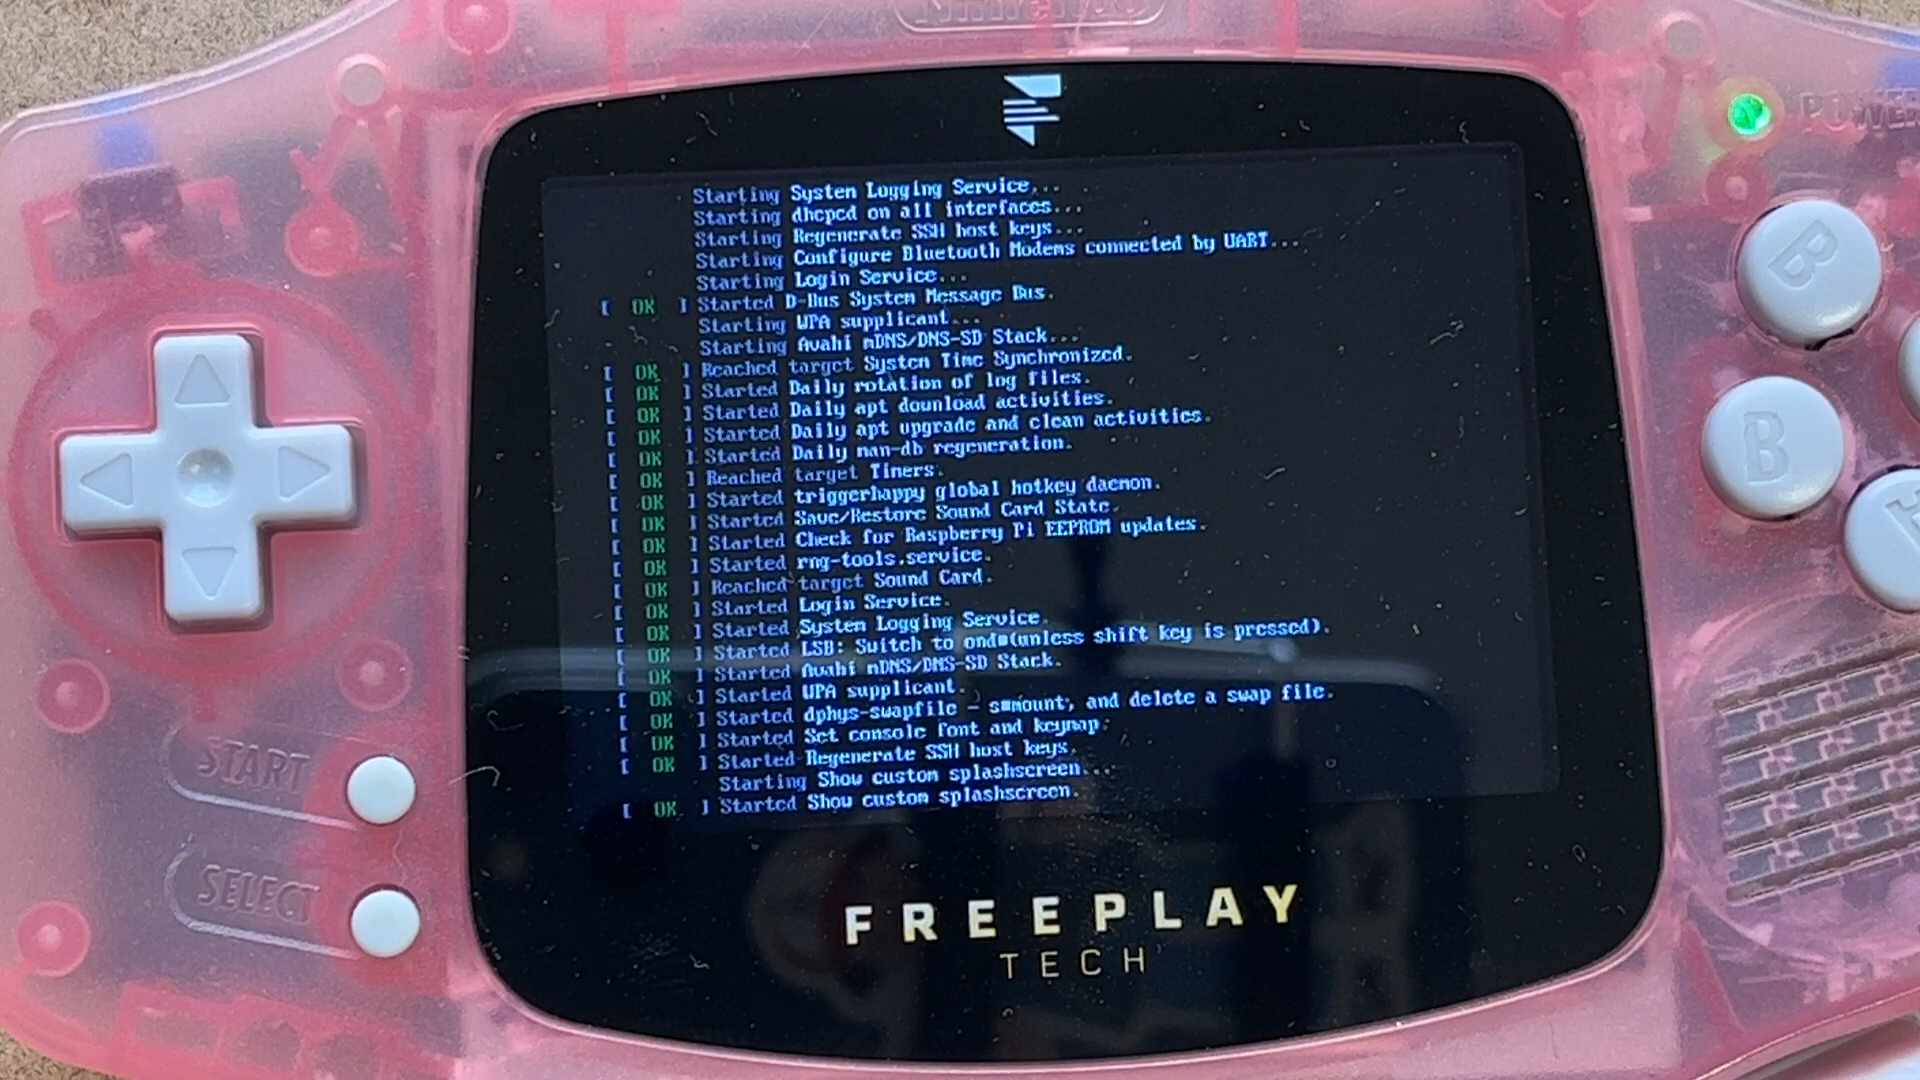 Nintendo
POWER
Starting System Logging Service...
Starting dhcpcd on all interfaces...
Starting Regenerate SSH host keys...
Starting Configure Bluetooth Modems connected by UART...
Starting Login Service...
[ OK ] Started D-Bus System Message Bus.
Starting WPA supplicant...
Starting Avahi mDNS/DNS-SD Stack...
[ OK ] Reached target System Time Synchronized.
[ OK ] Started Daily rotation of log files.
[ OK ] Started Daily apt download activities.
[ OK ] Started Daily apt upgrade and clean activities.
[ OK ] Started Daily man-db regeneration.
[ OK ] Reached target Timers.
[ OK ] Started triggerhappy global hotkey daemon.
[ OK ] Started Save/Restore Sound Card State.
[ OK ] Started Check for Raspberry Pi EEPROM updates.
[ OK ] Started rng-tools.service.
[ OK ] Reached target Sound Card.
[ OK ] Started Login Service.
[ OK ] Started System Logging Service.
[ OK ] Started LSB: Switch to ond■(unless shift key is pressed).
[ OK ] Started Avahi mDNS/DNS-SD Stack.
[ OK ] Started WPA supplicant.
[ OK ] Started dphys-swapfile – s■mount, and delete a swap file.
[ OK ] Started Set console font and keymap.
[ OK ] Started Regenerate SSH host keys.
Starting Show custom splashscreen...
[ OK ] Started Show custom splashscreen.
B
B
A
START
SELECT
FREEPLAY
TECH